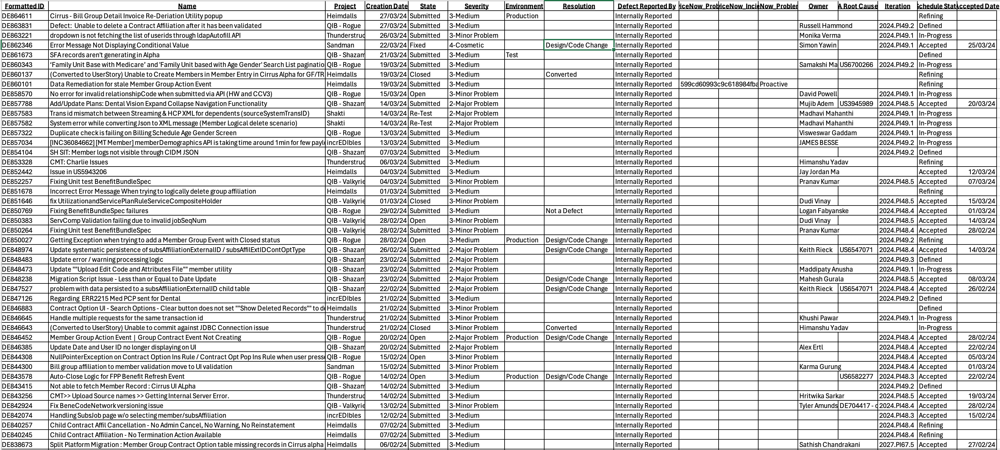 Formatted ID Name Project Creation Date State Severity Environment Resolution Defect Reported By iceNow_Prob iceNow_Inci Now_Probler Owner A Root Cause Iteration Schedule Stat Accepted Date
DE864611 Cirrus - Bill Group Detail Invoice Re-Deriation Utility popup Heimdalls 27/03/24 Submitted 3-Medium Production Internally Reported Refining
DE863831 Defect: Unable to delete a Contract Affiliation after it has been validated QIB - Rogue 27/03/24 Submitted 3-Medium Internally Reported Russell Hammond 2024.PI49.2 Defined
DE863221 dropdown is not fetching the list of userids through ldapAutofill API Thunderstruc 26/03/24 Submitted 3-Minor Problem Internally Reported Monika Verma 2024.PI49.1 In-Progress
DE862346 Error Message Not Displaying Conditional Value Sandman 22/03/24 Fixed 4-Cosmetic Design/Code Change Internally Reported Simon Yawin 2024.PI49.1 Accepted 25/03/24
DE861673 SFA records aren't generating in Alpha QIB - Shazam 21/03/24 Submitted 3-Medium Test Internally Reported Defined
DE860343 ‘Family Unit Base with Medicare’ and 'Family Unit based with Age Gender' Search List paginatio QIB - Rogue 19/03/24 Submitted 3-Medium Internally Reported Samakshi Ma US6700266 2024.PI49.2 In-Progress
DE860137 (Converted to UserStory) Unable to Create Members in Member Entry in Cirrus Alpha for GF/TR Heimdalls 19/03/24 Closed 3-Medium Converted Internally Reported Refining
DE860101 Data Remediation for stale Member Group Action Event Heimdalls 19/03/24 Submitted 3-Medium Internally Reported 599cd60993c9c618984fba Proactive Refining
DE858570 No error for invalid relationshipCode when submitted via API (HW and CCV3) QIB - Rogue 15/03/24 Open 3-Minor Problem Internally Reported David Powell 2024.PI49.1 In-Progress
DE857788 Add/Update Plans: Dental Vision Expand Collapse Navigation Functionality QIB - Shazam 14/03/24 Submitted 2-Major Problem Internally Reported Mujib Adem US3945989 2024.PI48.5 Accepted 20/03/24
DE857583 Trans id mismatch between Streaming & HCP XML for dependents (sourceSystemTransID) Shakti 14/03/24 Re-Test 2-Major Problem Internally Reported Madhavi Mahanthi 2024.PI49.1 In-Progress
DE857582 System error while converting Json to XML message (Member Logical delete scenario) Shakti 14/03/24 Re-Test 2-Major Problem Internally Reported Madhavi Mahanthi 2024.PI49.1 In-Progress
DE857322 Duplicate check is failing on Billing Schedule Age Gender Screen QIB - Rogue 13/03/24 Submitted 3-Medium Internally Reported Visweswar Gaddam 2024.PI49.1 In-Progress
DE857034 [INC36084662] [MT Member] memberDemographics API is taking time around 1min for few paylo incrEDIbles 13/03/24 Submitted 3-Medium Internally Reported JAMES BESSE 2024.PI49.2 In-Progress
DE854104 SH SIT: Member logs not visible through CIDM JSON QIB - Shazam 07/03/24 Submitted 3-Medium Internally Reported 2024.PI49.2 Defined
DE853328 CMT: Charlie Issues Thunderstruc 06/03/24 Submitted 3-Medium Internally Reported Himanshu Yadav Refining
DE852442 Issue in US5943206 Heimdalls 04/03/24 Submitted 3-Medium Internally Reported Jay Jordan Ma Accepted 12/03/24
DE852257 Fixing Unit test BenefitBundleSpec QIB - Valkyrie 04/03/24 Submitted 3-Minor Problem Internally Reported Pranav Kumar 2024.PI48.5 Accepted 07/03/24
DE851678 Incorrect Error Message When trying to logically delete group affiliation Heimdalls 01/03/24 Submitted 3-Medium Internally Reported Refining
DE851646 fix UtilizationandServicePlanRuleServiceCompositeHolder QIB - Valkyrie 01/03/24 Closed 3-Minor Problem Internally Reported Dudi Vinay 2024.PI48.5 Accepted 15/03/24
DE850769 Fixing BenefitBundleSpec failures QIB - Rogue 29/02/24 Submitted 3-Medium Not a Defect Internally Reported Logan Fabyanske 2024.PI48.4 Accepted 01/03/24
DE850383 ServComp Validation failing due to invalid jobSeqNum QIB - Valkyrie 28/02/24 Open 3-Minor Problem Internally Reported Dudi Vinay 2024.PI48.5 Accepted 14/03/24
DE850264 Fixing Unit test BenefitBundleSpec QIB - Valkyrie 28/02/24 Submitted 3-Minor Problem Internally Reported Pranav Kumar 2024.PI48.4 Accepted 28/02/24
DE850027 Getting Exception when trying to add a Member Group Event with Closed status QIB - Rogue 28/02/24 Open 3-Medium Production Design/Code Change Internally Reported 2024.PI49.2 Refining
DE848974 Update systematic persistence of subsAffiliationExternalID / subsAffilExtIDContOptType QIB - Shazam 26/02/24 Submitted 2-Major Problem Design/Code Change Internally Reported Keith Rieck US6547071 2024.PI48.4 Accepted 14/03/24
DE848483 Update error / warning processing logic QIB - Shazam 23/02/24 Submitted 2-Major Problem Internally Reported 2024.PI49.3 Defined
DE848473 Update ""Upload Edit Code and Attributes File"" member utility QIB - Shazam 23/02/24 Submitted 2-Major Problem Internally Reported Maddipaty Anusha 2024.PI49.1 In-Progress
DE848238 Migration Script Issue - Less than or Equal to Date Update QIB - Shazam 23/02/24 Submitted 2-Major Problem Design/Code Change Internally Reported Mahesh Gurala 2024.PI48.5 Accepted 08/03/24
DE847527 problem with data persisted to a subsAffiliationExternalID child table QIB - Shazam 22/02/24 Submitted 2-Major Problem Design/Code Change Internally Reported Keith Rieck US6547071 2024.PI48.4 Accepted 26/02/24
DE847126 Regarding ERR2215 Med PCP sent for Dental incrEDIbles 21/02/24 Submitted 3-Medium Internally Reported 2024.PI49.2 Defined
DE846883 Contract Option UI - Search Options - Clear button does not set ""Show Deleted Records"" to de Heimdalls 21/02/24 Submitted 3-Minor Problem Internally Reported Defined
DE846645 Handle multiple requests for the same transaction id Thunderstruc 21/02/24 Submitted 3-Minor Problem Internally Reported Khushi Pawar 2024.PI49.1 In-Progress
DE846643 (Converted to UserStory) Unable to commit against JDBC Connection issue Thunderstruc 21/02/24 Closed 3-Minor Problem Converted Internally Reported Himanshu Yadav In-Progress
DE846452 Member Group Action Event | Group Contract Event Not Creating QIB - Rogue 20/02/24 Open 2-Major Problem Production Design/Code Change Internally Reported 2024.PI48.4 Accepted 28/02/24
DE846385 Update Date and User ID no longer displaying on UI QIB - Shazam 20/02/24 Submitted 2-Major Problem Internally Reported Alex Ertl 2024.PI48.4 Accepted 22/02/24
DE844308 NullPointerException on Contract Option Ins Rule / Contract Opt Pop Ins Rule when user presse QIB - Rogue 15/02/24 Open 3-Minor Problem Internally Reported 2024.PI48.4 Accepted 05/03/24
DE844300 Bill group affiliation to member validation move to UI validation Sandman 15/02/24 Submitted 3-Minor Problem Internally Reported Karma Gurung 2024.PI48.4 Accepted 01/03/24
DE843578 Auto-Close Logic for FPP Benefit Refresh Event QIB - Rogue 14/02/24 Open 3-Medium Production Design/Code Change Internally Reported US6582277 2024.PI48.3 Accepted 22/02/24
DE843415 Not able to fetch Member Record : Cirrus UI ALpha QIB - Shazam 14/02/24 Submitted 3-Medium Internally Reported 2024.PI49.2 Defined
DE843256 CMT>> Upload Source names >> Getting Internal Server Error. Thunderstruc 14/02/24 Submitted 3-Medium Internally Reported Hritwika Sarkar 2024.PI48.5 Accepted 19/03/24
DE842924 Fix BeneCodeNetwork versioning issue QIB - Valkyrie 13/02/24 Submitted 3-Minor Problem Internally Reported Tyler Amunds DE704417 - c 2024.PI48.4 Accepted 28/02/24
DE842074 Handling SubsJob page w/o selecting member/subsAffiliation incrEDIbles 12/02/24 Submitted 3-Medium Internally Reported 2024.PI48.3 Accepted 15/02/24
DE840257 Child Contract Affil Cancellation - No Admin Cancel, No Warning, No Reinstatement Heimdalls 07/02/24 Submitted 3-Medium Internally Reported 2024.PI48.4 Refining
DE840245 Child Contract Affiliation - No Termination Action Available Heimdalls 07/02/24 Submitted 3-Medium Internally Reported 2024.PI48.4 Refining
DE838673 Split Platform Migration : Member Group Contract Option table missing records in Cirrus alpha Heimdalls 06/02/24 Submitted 3-Medium Internally Reported Sathish Chandrakani 2027.PI67.5 Accepted 27/02/24